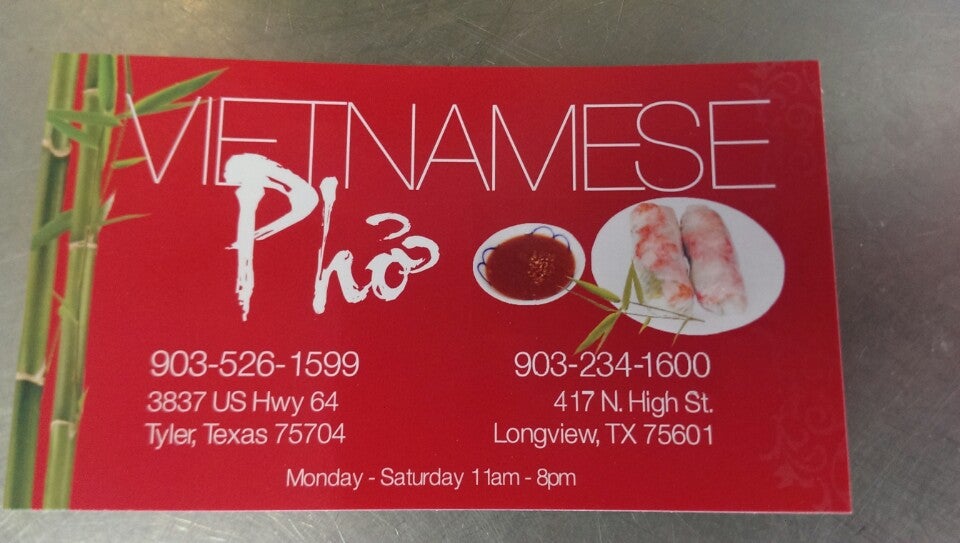 VIETNAMESE
Phở
903-526-1599
3837 US Hwy 64
Tyler, Texas 75704
903-234-1600
417 N. High St.
Longview, TX 75601
Monday - Saturday 11am - 8pm